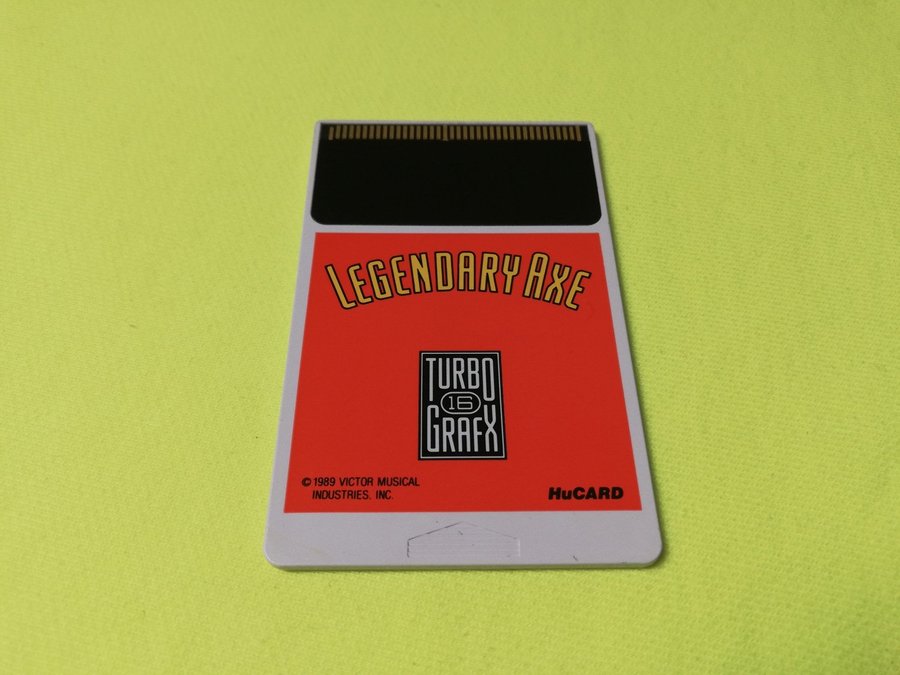 LEGENDARY AXE
TURBO
16
GRAFX
© 1989 VICTOR MUSICAL
INDUSTRIES, INC.
HuCARD